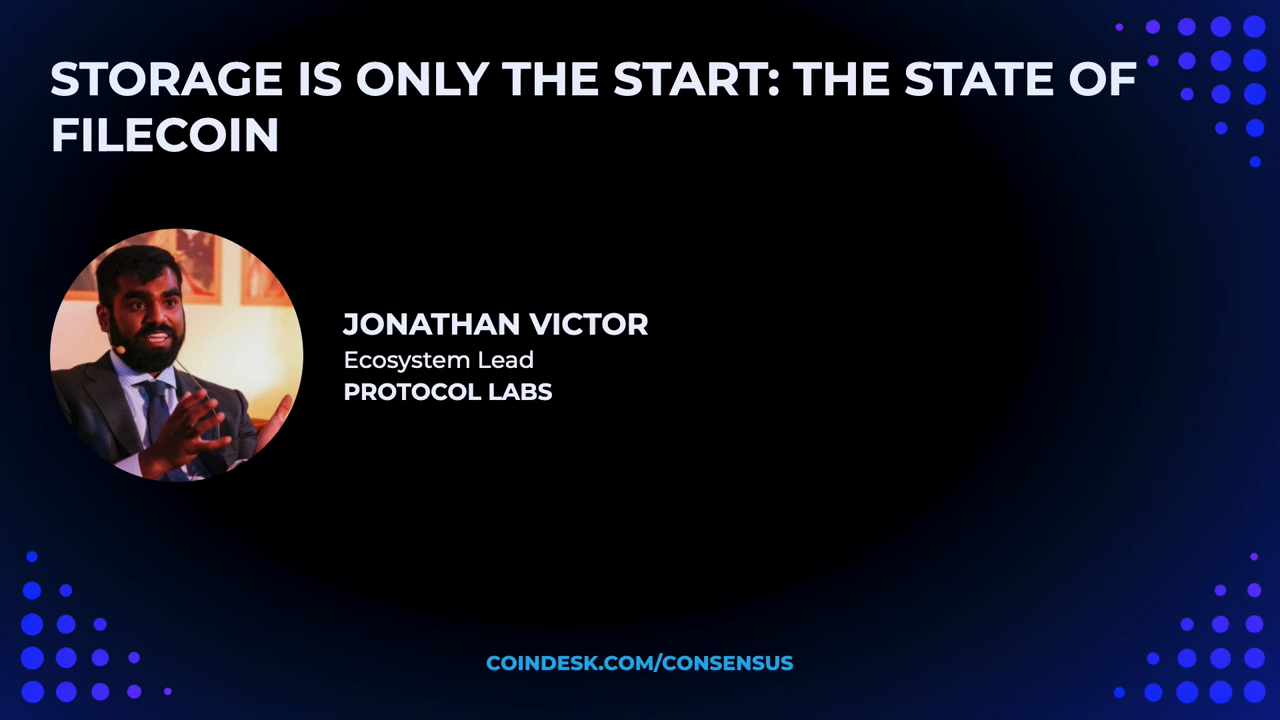 STORAGE IS ONLY THE START: THE STATE OF
FILECOIN
JONATHAN VICTOR
Ecosystem Lead
PROTOCOL LABS
COINDESK.COM/CONSENSUS